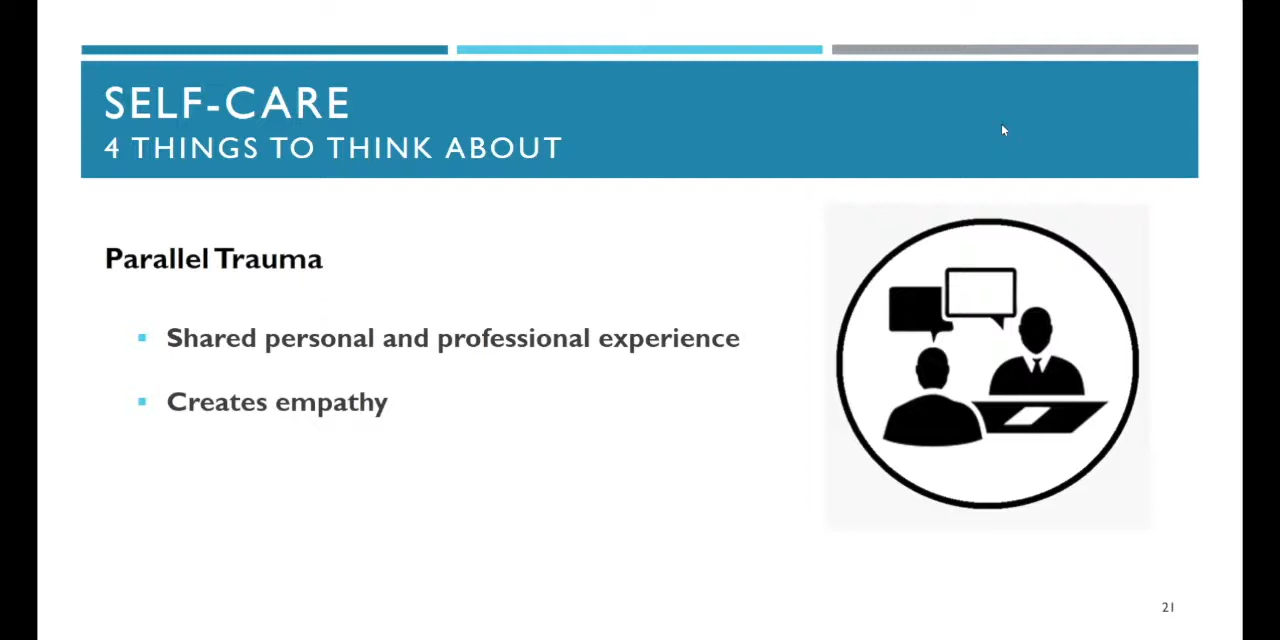 SELF-CARE
4 THINGS TO THINK ABOUT
Parallel Trauma
Shared personal and professional experience
Creates empathy
21